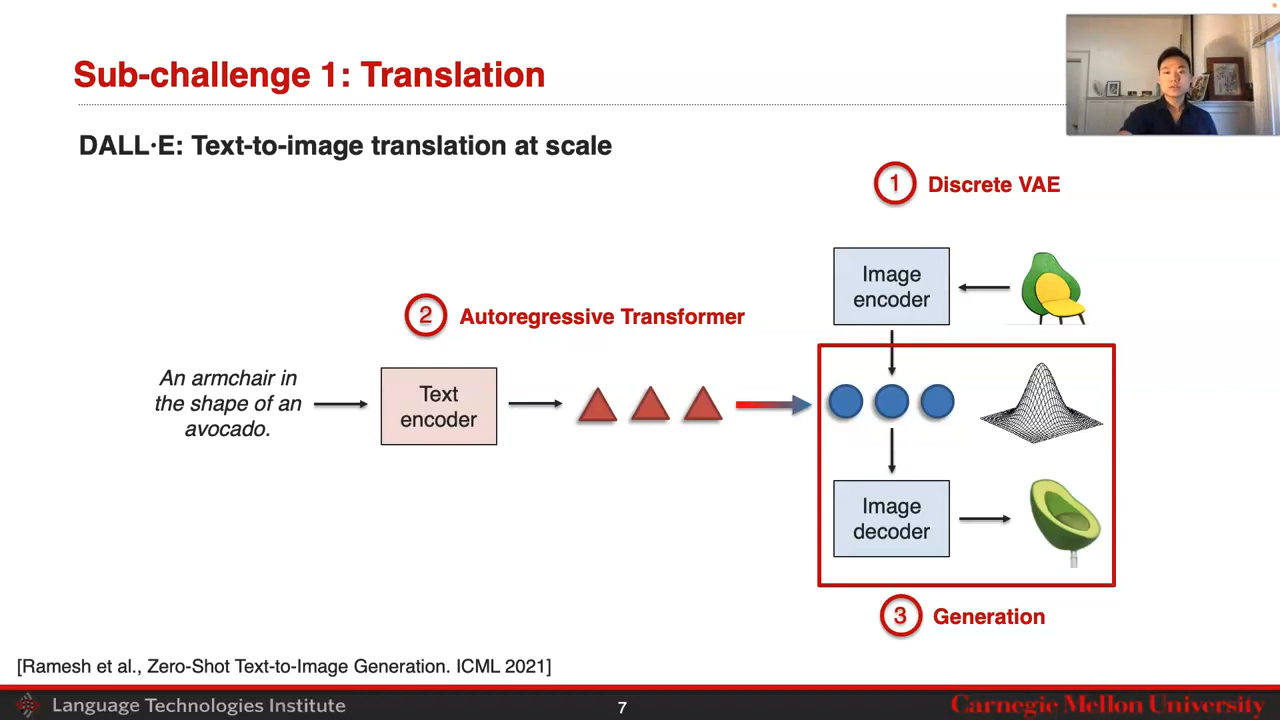 Sub-challenge 1: Translation
DALL·E: Text-to-image translation at scale
1 Discrete VAE
Image
encoder
2 Autoregressive Transformer
An armchair in
the shape of an
avocado.
Text
encoder
Image
decoder
3 Generation
[Ramesh et al., Zero-Shot Text-to-Image Generation. ICML 2021]
Language Technologies Institute
7
Carnegie Mellon University